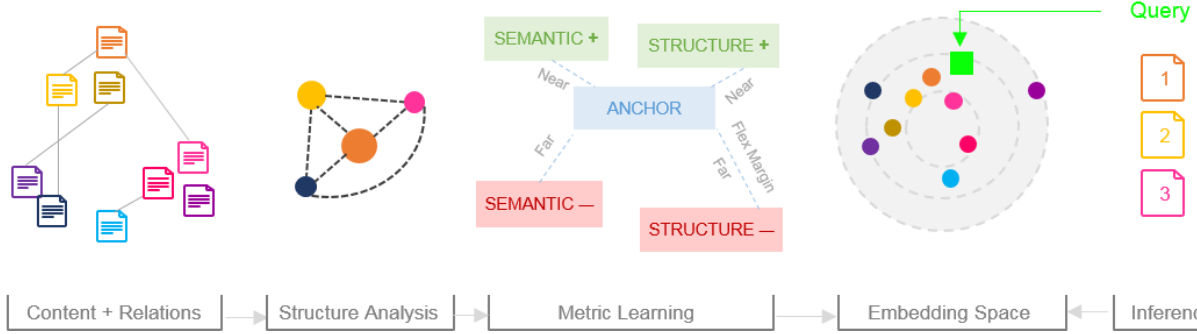 Query
SEMANTIC +
STRUCTURE +
Near
Near
ANCHOR
Far
Flex Margin
Far
SEMANTIC —
STRUCTURE —
1
2
3
Content + Relations
Structure Analysis
Metric Learning
Embedding Space
Inferenc